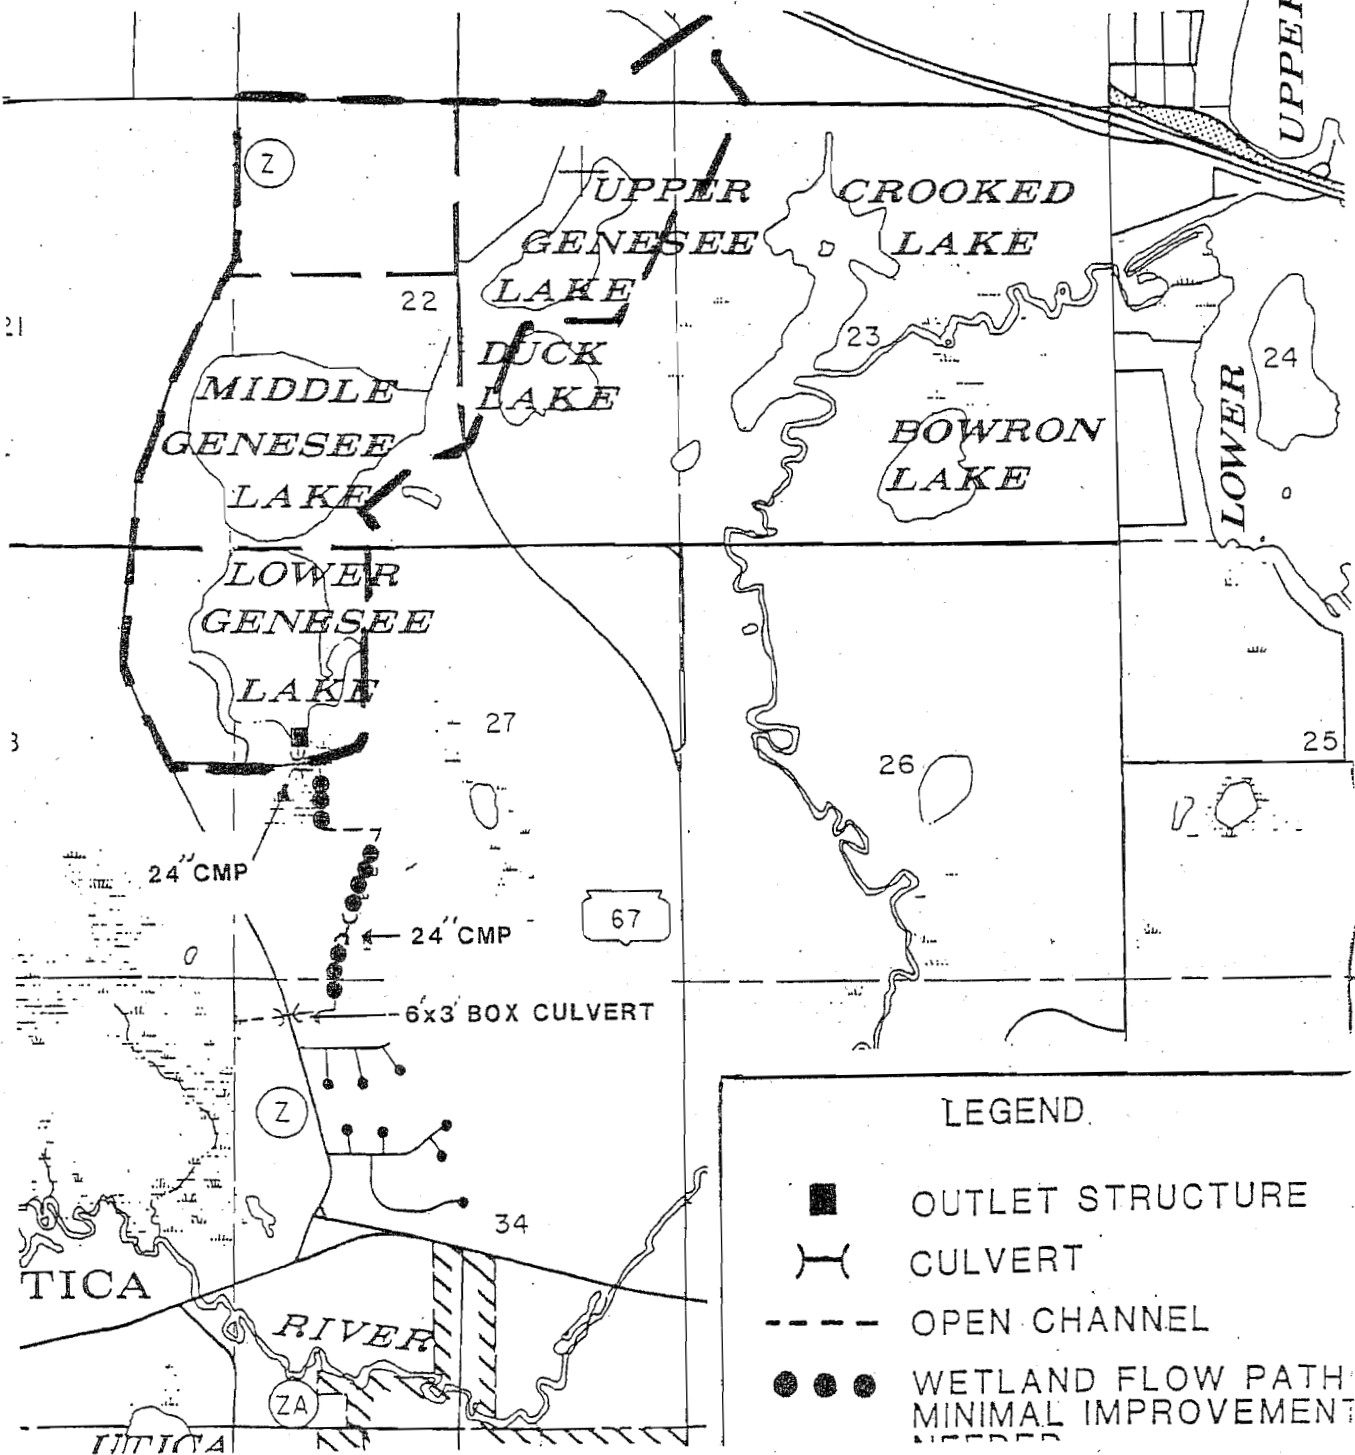 UPPER
Z
UPPER
GENESEE
LAKE
CROOKED
LAKE
22
21
23
24
DUCK
LAKE
MIDDLE
GENESEE
LAKE
BOWRON
LAKE
LOWER
LOWER
GENESEE
LAKE
27
26
25
24" CMP
67
24" CMP
6'x3' BOX CULVERT
Z
34
TICA
RIVER
ZA
UTICA
LEGEND
OUTLET STRUCTURE
CULVERT
OPEN CHANNEL
WETLAND FLOW PATH
MINIMAL IMPROVEMENT